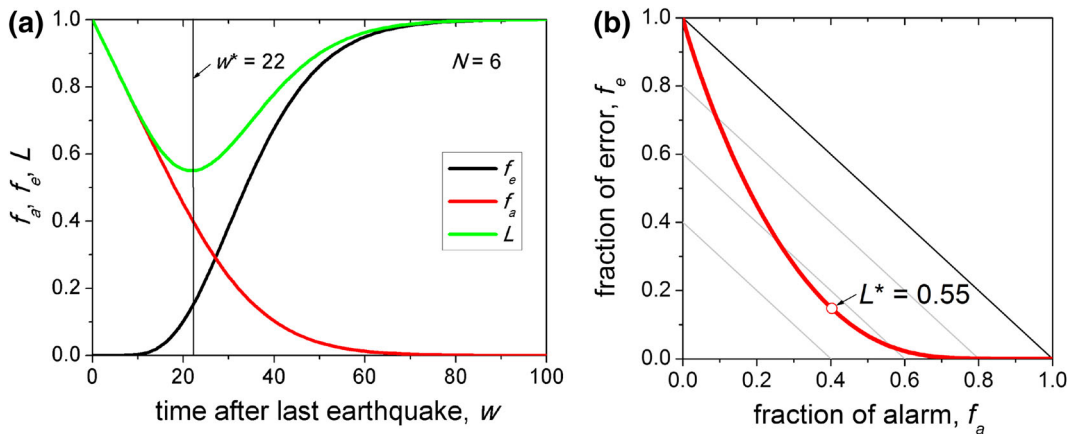 (a)
1.0
0.8
0.6
0.4
0.2
0.0
f_a, f_e, L
w* = 22
N = 6
f_e
f_a
L
0 20 40 60 80 100
time after last earthquake, w
(b)
1.0
0.8
0.6
0.4
0.2
0.0
fraction of error, f_e
L* = 0.55
0.0 0.2 0.4 0.6 0.8 1.0
fraction of alarm, f_a